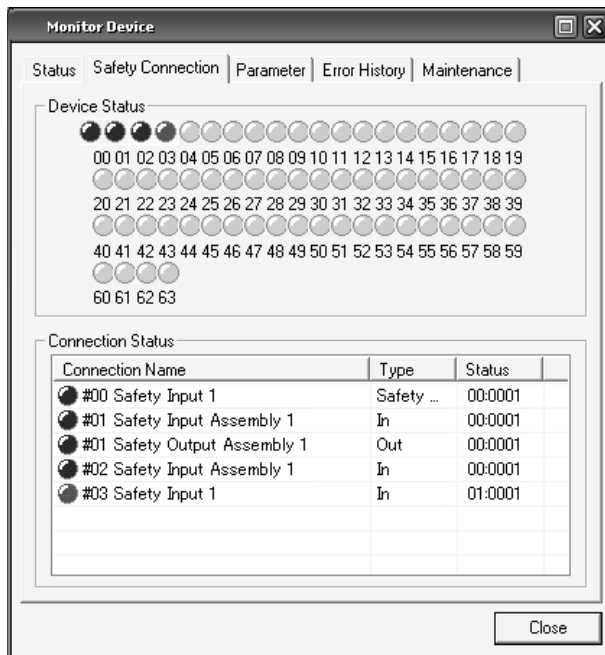 Monitor Device
Status Safety Connection Parameter Error History Maintenance
Device Status
00 01 02 03 04 05 06 07 08 09 10 11 12 13 14 15 16 17 18 19
20 21 22 23 24 25 26 27 28 29 30 31 32 33 34 35 36 37 38 39
40 41 42 43 44 45 46 47 48 49 50 51 52 53 54 55 56 57 58 59
60 61 62 63
Connection Status
Connection Name Type Status
#00 Safety Input 1 Safety ... 00:0001
#01 Safety Input Assembly 1 In 00:0001
#01 Safety Output Assembly 1 Out 00:0001
#02 Safety Input Assembly 1 In 00:0001
#03 Safety Input 1 In 01:0001
Close